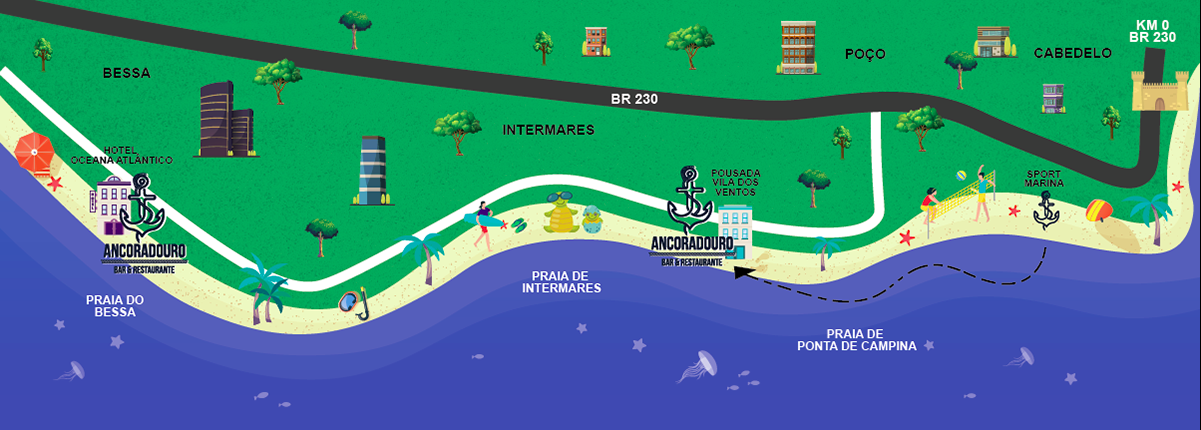 KM 0
BR 230
BESSA
POÇO
CABEDELO
BR 230
INTERMARES
HOTEL
OCEANA ATLÂNTICO
POUSADA
VILA DOS
VENTOS
SPORT
MARINA
ANCORADOURO
BAR & RESTAURANTE
ANCORADOURO
BAR & RESTAURANTE
PRAIA DO
BESSA
PRAIA DE
INTERMARES
PRAIA DE
PONTA DE CAMPINA